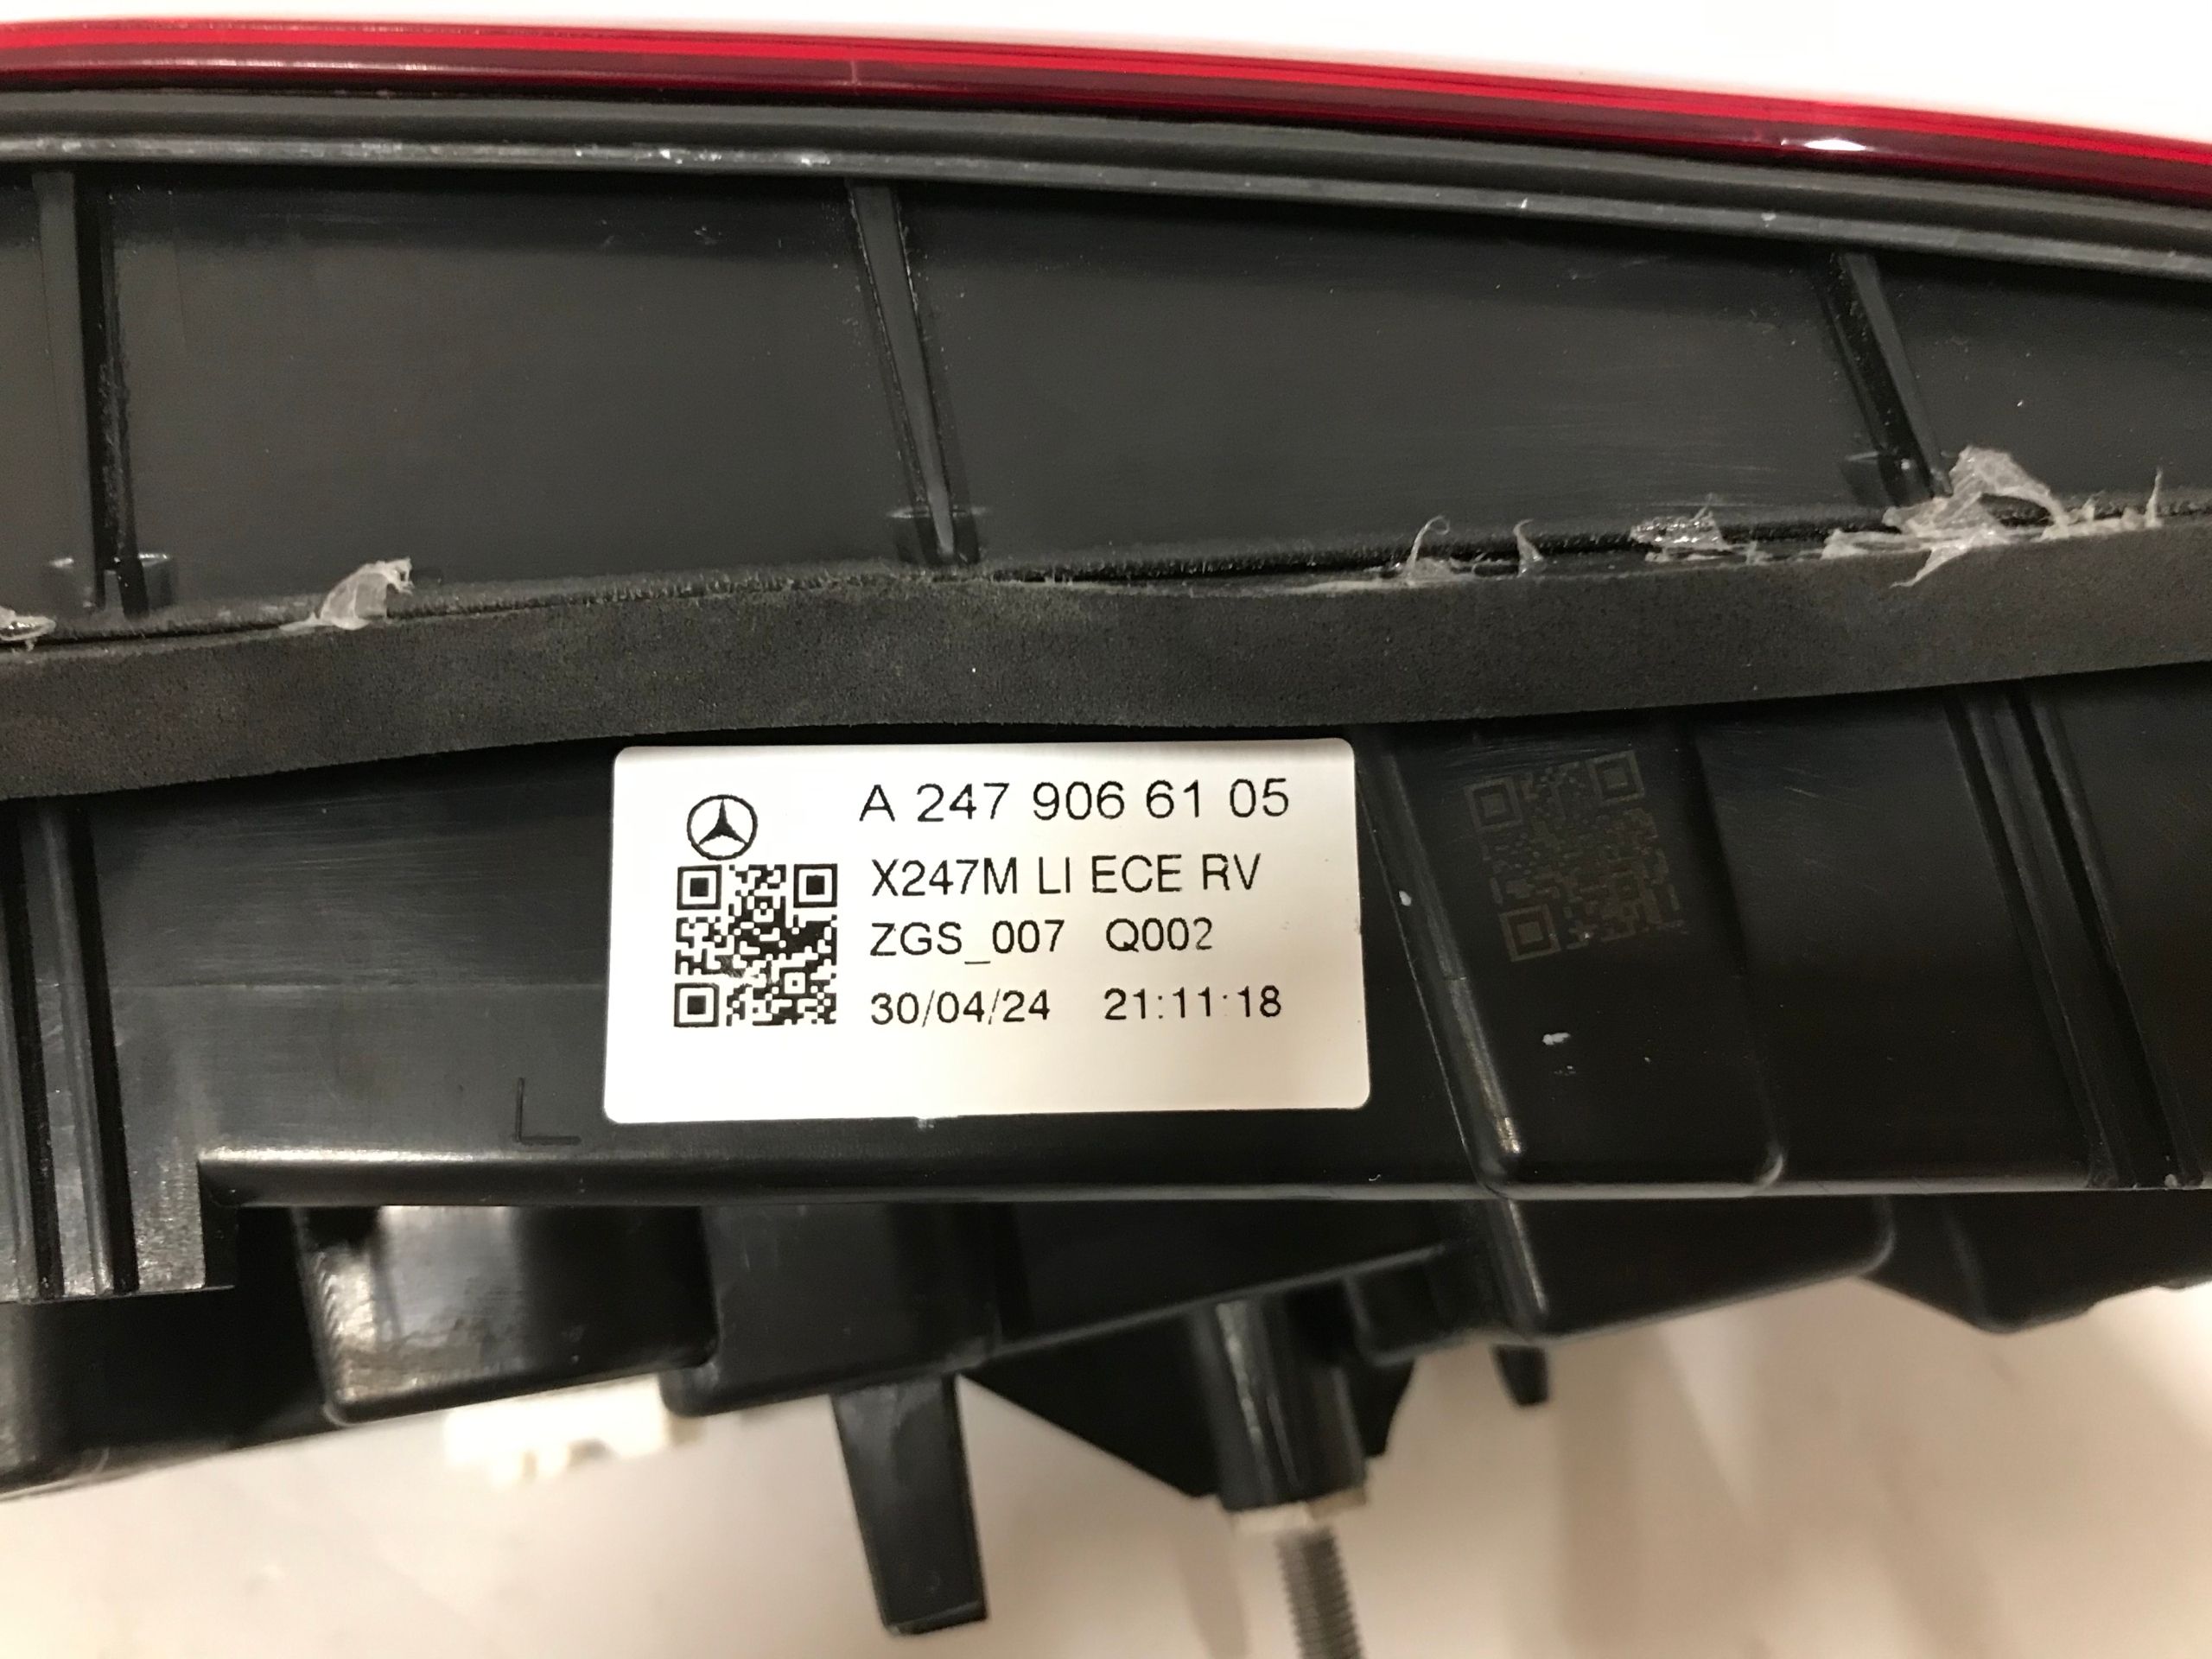 A 247 906 61 05
X247M LI ECE RV
ZGS_007 Q002
30/04/24 21:11:18
L